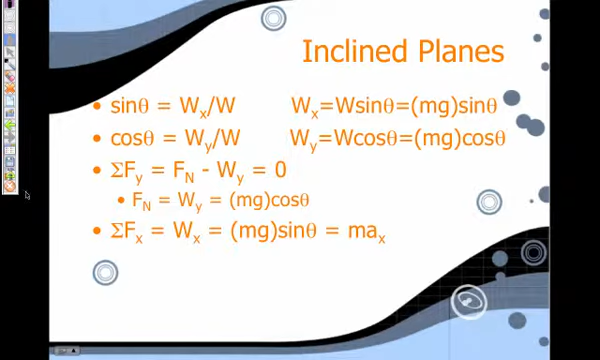 Inclined Planes
• sinθ = Wₓ/W Wₓ=Wsinθ=(mg)sinθ
• cosθ = Wy/W Wy=Wcosθ=(mg)cosθ
• ΣFy = FN - Wy = 0
• FN = Wy = (mg)cosθ
• ΣFₓ = Wₓ = (mg)sinθ = maₓ